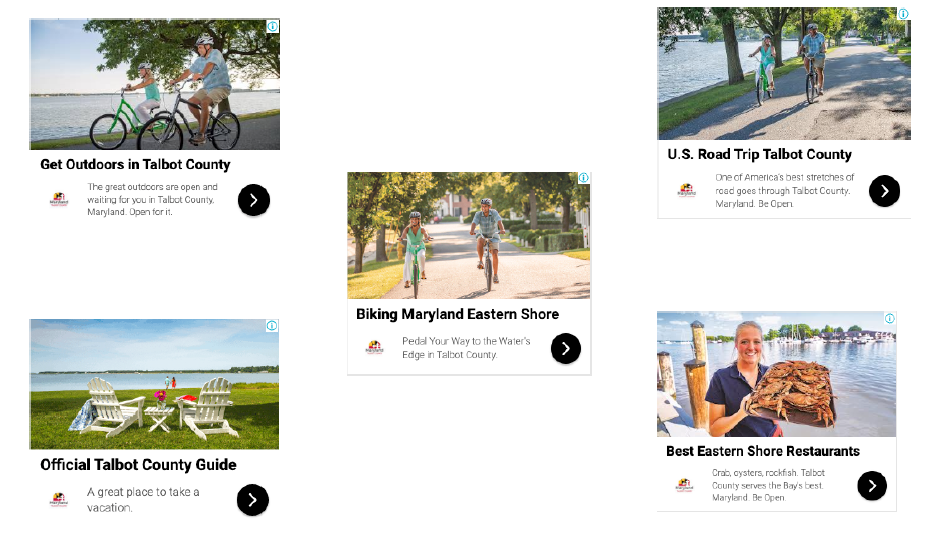 Get Outdoors in Talbot County
The great outdoors are open and
waiting for you in Talbot County,
Maryland. Open for it.
U.S. Road Trip Talbot County
One of America's best stretches of
road goes through Talbot County.
Maryland. Be Open.
Biking Maryland Eastern Shore
Pedal Your Way to the Water's
Edge in Talbot County.
Official Talbot County Guide
A great place to take a
vacation.
Best Eastern Shore Restaurants
Crab, oysters, rockfish. Talbot
County serves the Bay's best.
Maryland. Be Open.